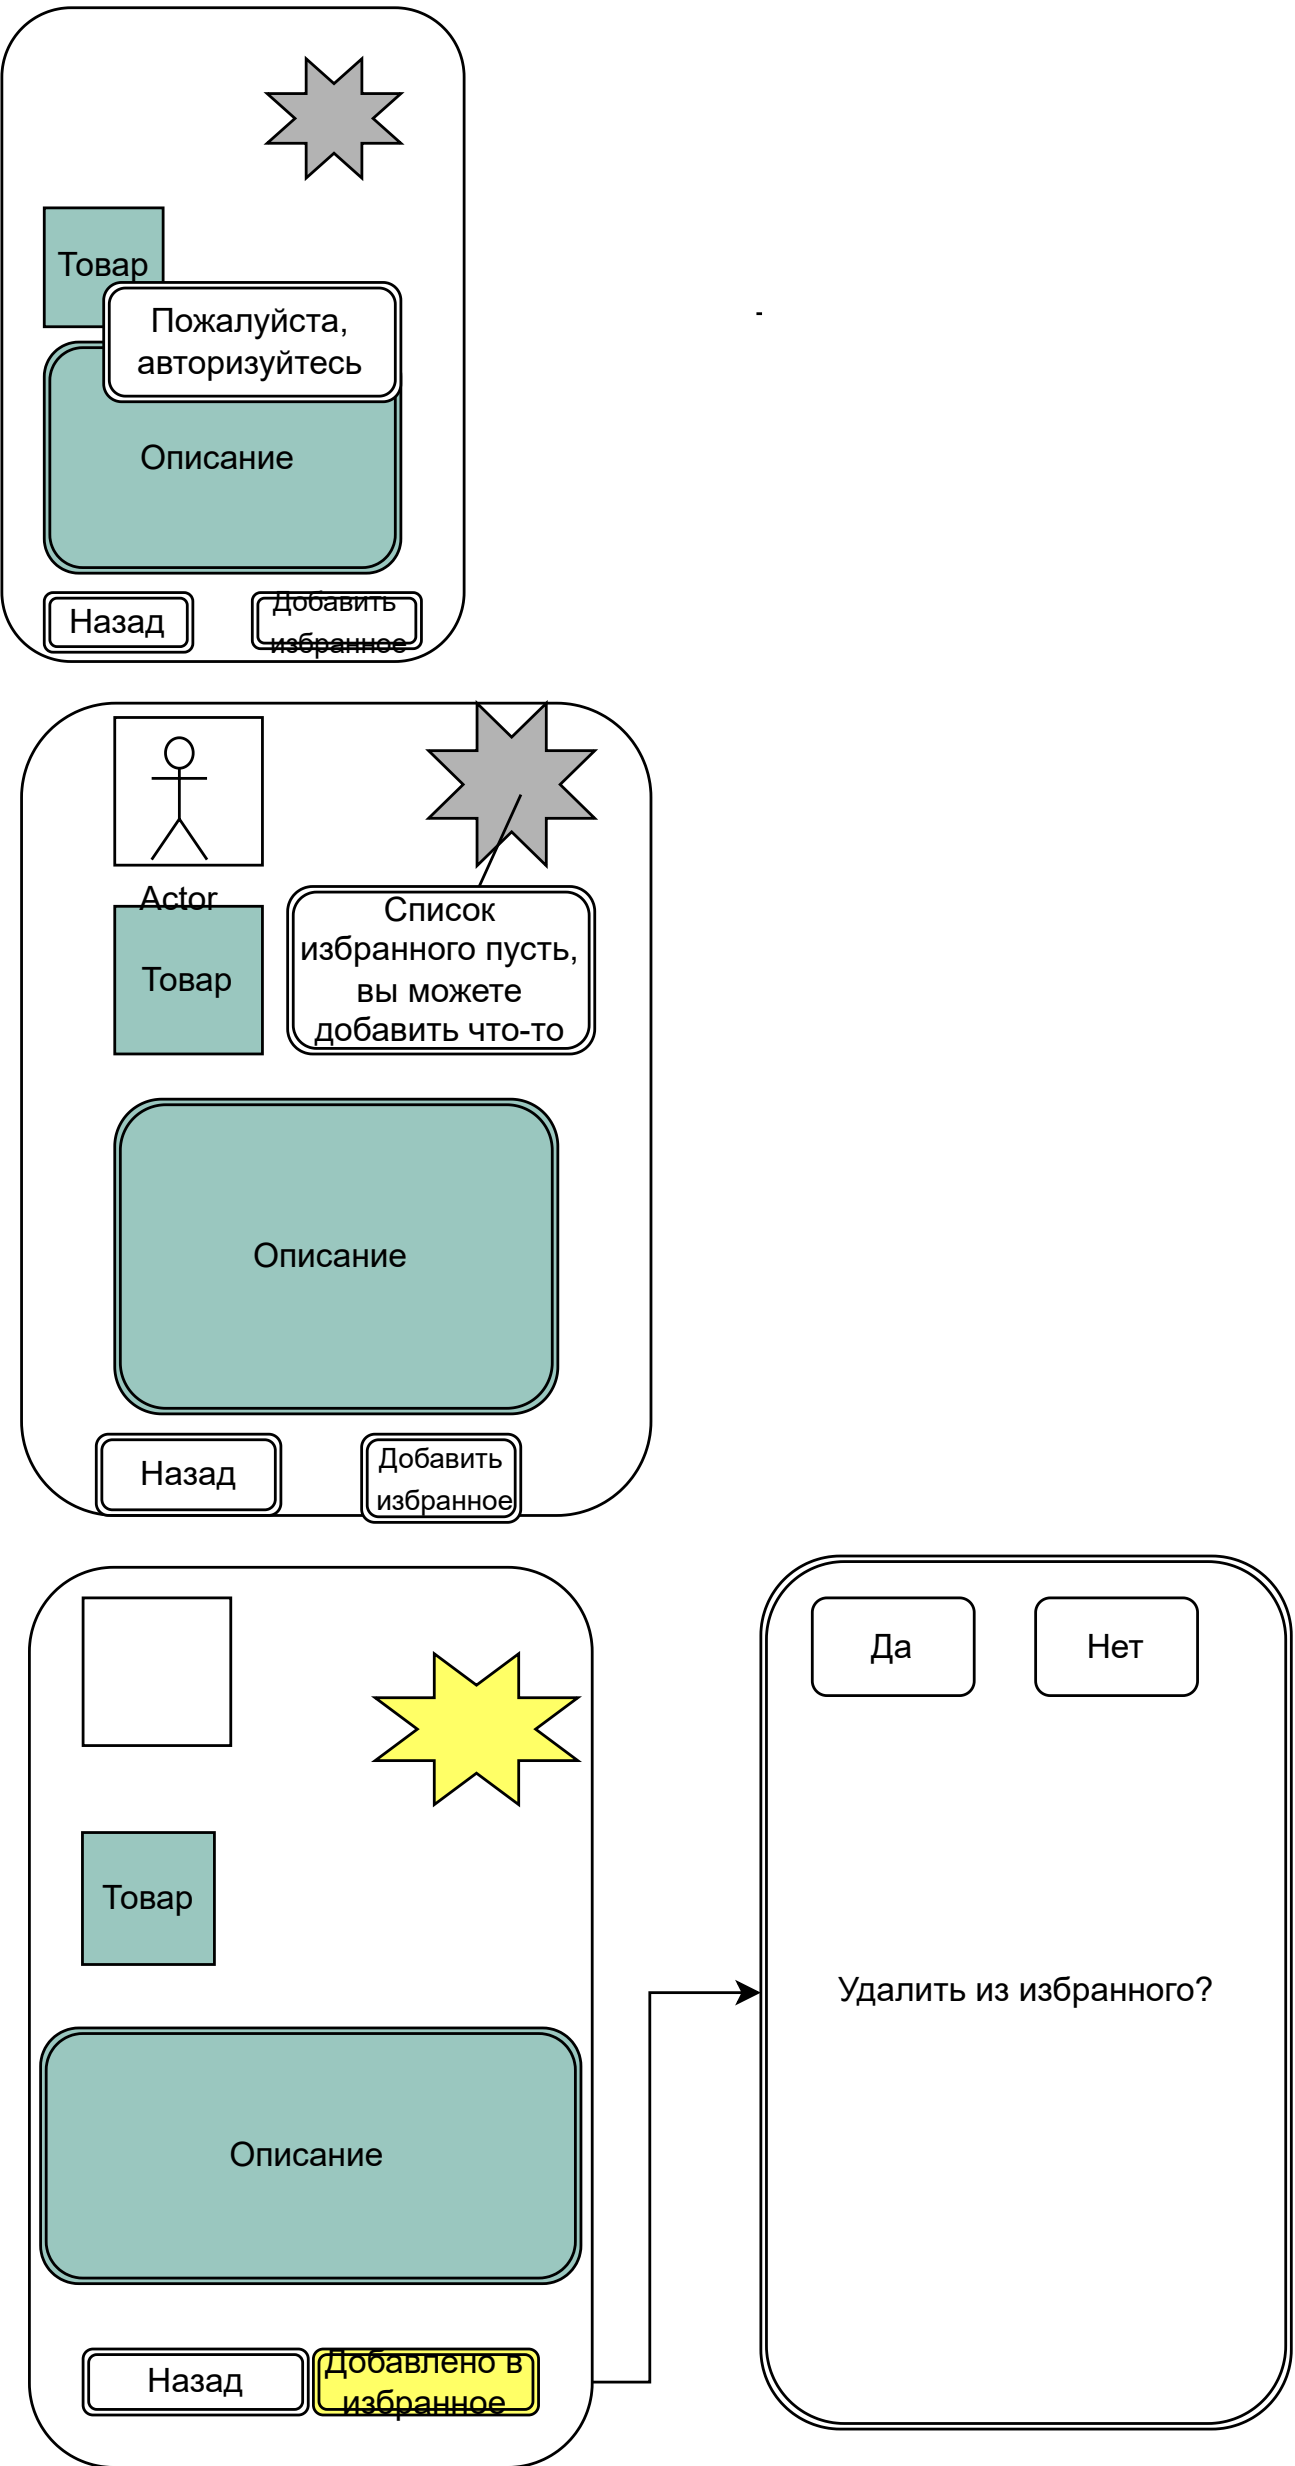 Товар
Пожалуйста,
авторизуйтесь
-
Описание
Назад
Добавить
избранное
Actor
Товар
Список
избранного пусть,
вы можете
добавить что-то
Описание
Назад
Добавить
избранное
Да
Нет
Товар
Удалить из избранного?
Описание
Назад
Добавлено в
избранное